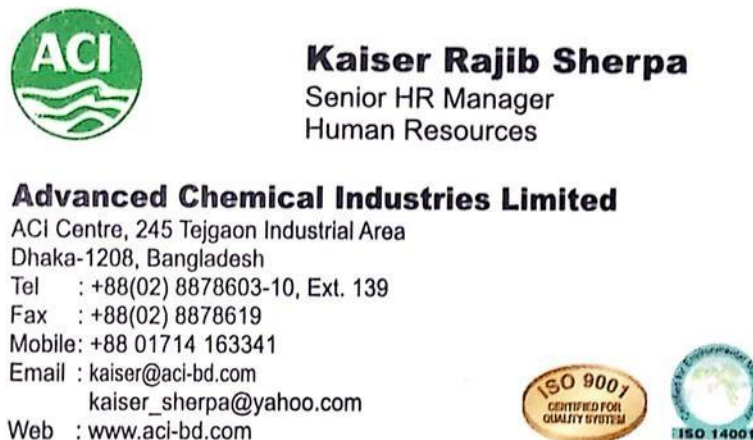 ACI
Kaiser Rajib Sherpa
Senior HR Manager
Human Resources
Advanced Chemical Industries Limited
ACI Centre, 245 Tejgaon Industrial Area
Dhaka-1208, Bangladesh
Tel : +88(02) 8878603-10, Ext. 139
Fax : +88(02) 8878619
Mobile: +88 01714 163341
Email : kaiser@aci-bd.com
kaiser_sherpa@yahoo.com
Web : www.aci-bd.com
ISO 9001
CERTIFIED FOR
QUALITY SYSTEM
for Environmental
ISO 14001